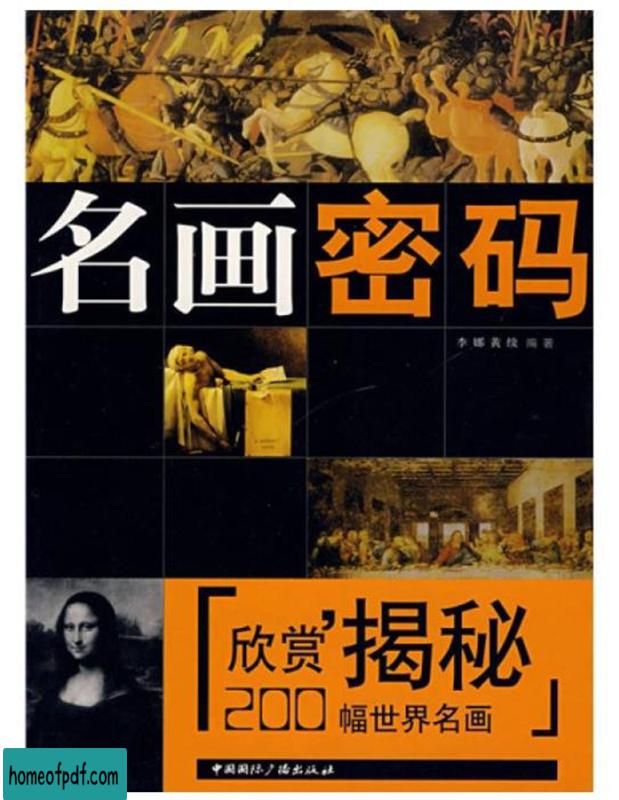 名画密码
李娜 黄续 编著
「欣赏'揭秘
200幅世界名画」
中国国际广播出版社
homeofpdf.com